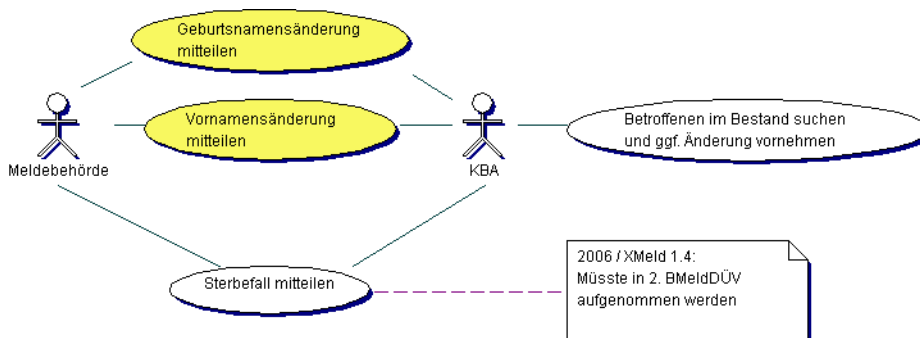 Geburtsnamensänderung
mitteilen
Vornamensänderung
mitteilen
Betroffenen im Bestand suchen
und ggf. Änderung vornehmen
Meldebehörde
KBA
Sterbefall mitteilen
2006 / XMeld 1.4:
Müsste in 2. BMeldDÜV
aufgenommen werden